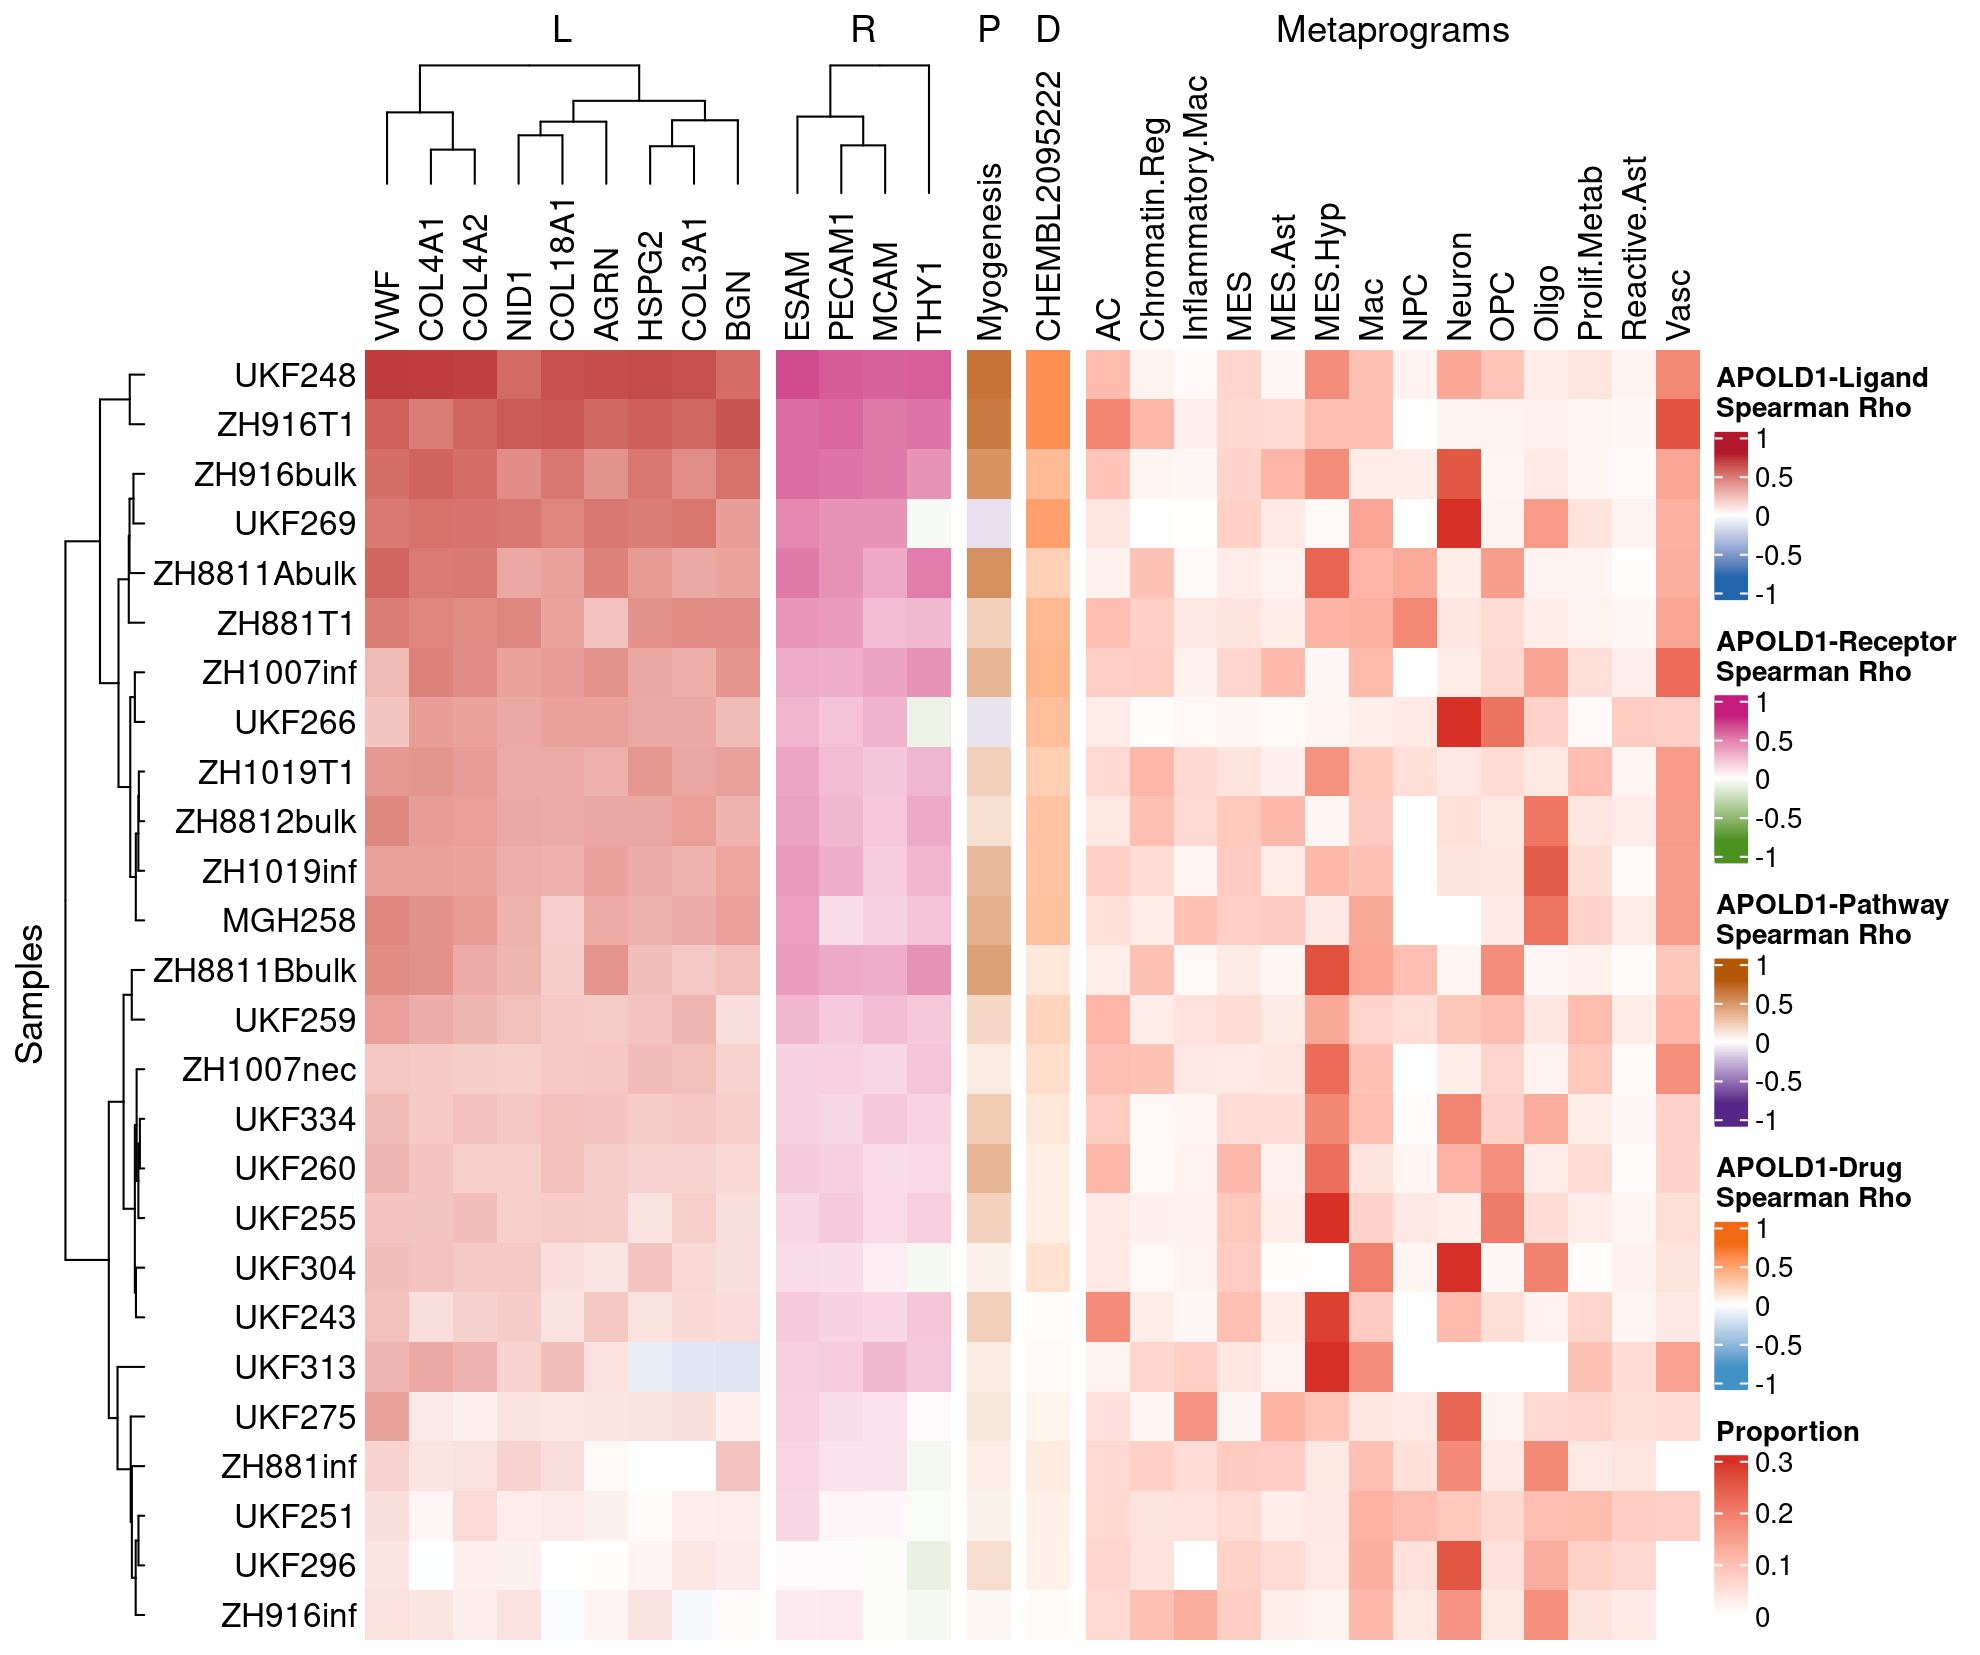 L R P D Metaprograms
VWF
COL4A1
COL4A2
NID1
COL18A1
AGRN
HSPG2
COL3A1
BGN
ESAM
PECAM1
MCAM
THY1
Myogenesis
CHEMBL2095222
AC
Chromatin.Reg
Inflammatory.Mac
MES
MES.Ast
MES.Hyp
Mac
NPC
Neuron
OPC
Oligo
Prolif.Metab
Reactive.Ast
Vasc
Samples
UKF248
ZH916T1
ZH916bulk
UKF269
ZH8811Abulk
ZH881T1
ZH1007inf
UKF266
ZH1019T1
ZH8812bulk
ZH1019inf
MGH258
ZH8811Bbulk
UKF259
ZH1007nec
UKF334
UKF260
UKF255
UKF304
UKF243
UKF313
UKF275
ZH881inf
UKF251
UKF296
ZH916inf
APOLD1-Ligand
Spearman Rho
1
0.5
0
-0.5
-1
APOLD1-Receptor
Spearman Rho
1
0.5
0
-0.5
-1
APOLD1-Pathway
Spearman Rho
1
0.5
0
-0.5
-1
APOLD1-Drug
Spearman Rho
1
0.5
0
-0.5
-1
Proportion
0.3
0.2
0.1
0